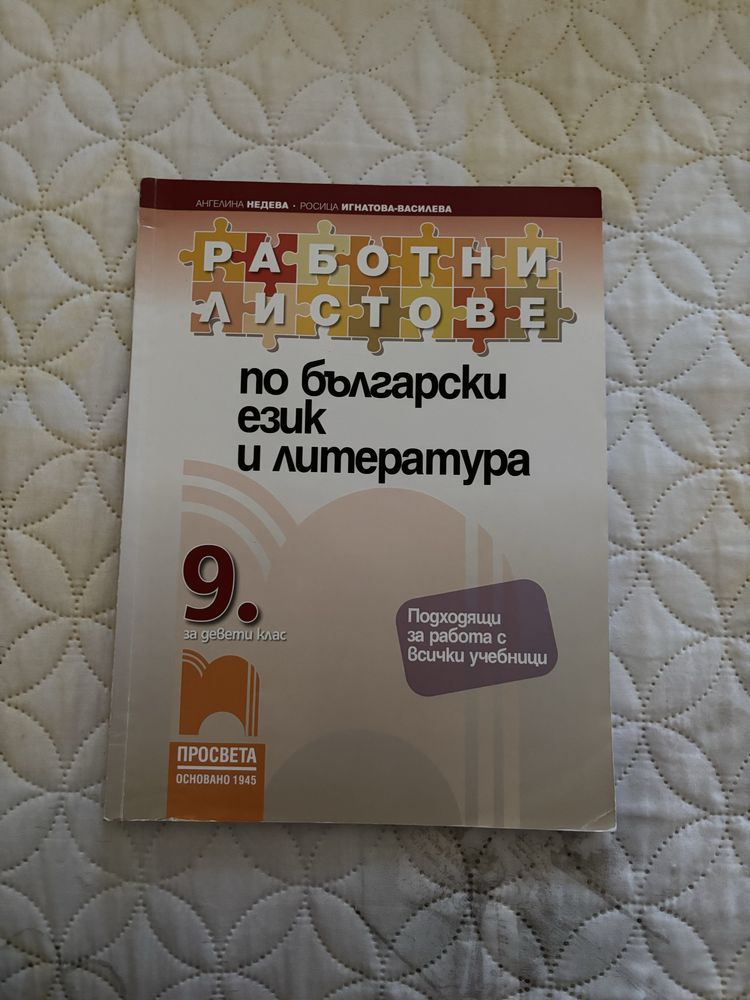 АНГЕЛИНА НЕДЕВА · РОСИЦА ИГНАТОВА-ВАСИЛЕВА
РАБОТНИ
ЛИСТОВЕ
по български
език
и литература
9.
за девети клас
Подходящи
за работа с
всички учебници
ПРОСВЕТА
ОСНОВАНО 1945